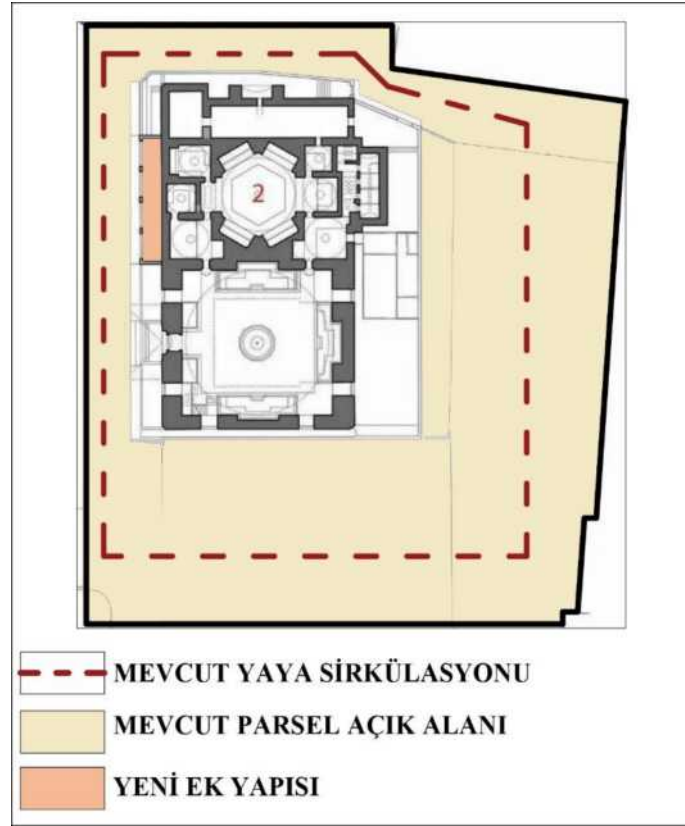 2
MEVCUT YAYA SİRKÜLASYONU
MEVCUT PARSEL AÇIK ALANI
YENİ EK YAPISI